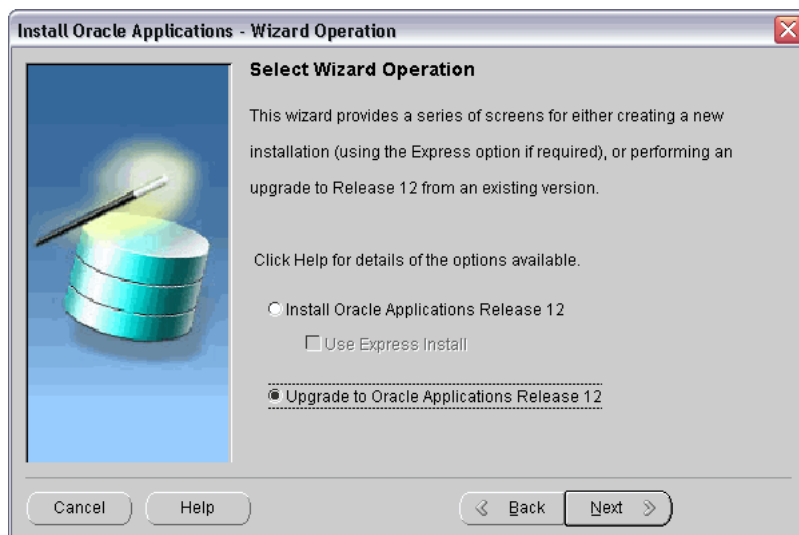 Install Oracle Applications - Wizard Operation
Select Wizard Operation
This wizard provides a series of screens for either creating a new
installation (using the Express option if required), or performing an
upgrade to Release 12 from an existing version.
Click Help for details of the options available.
Install Oracle Applications Release 12
Use Express Install
Upgrade to Oracle Applications Release 12
Cancel Help Back Next